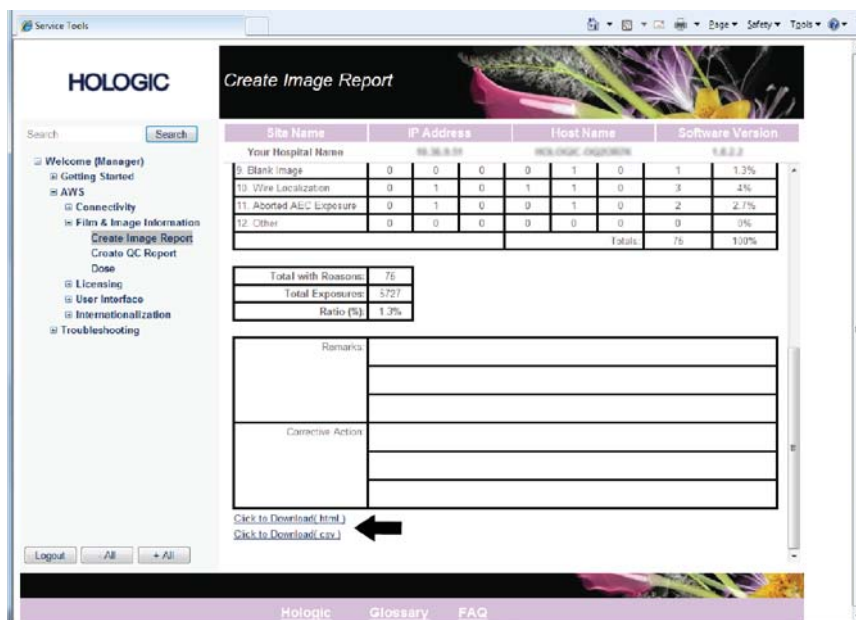 Service Tools
Page Safety Tools
HOLOGIC
Create Image Report
Search Search
Site Name IP Address Host Name Software Version
Your Hospital Name
Welcome (Manager)
Getting Started
AWS
Connectivity
Film & Image Information
Create Image Report
Create QC Report
Dose
Licensing
User Interface
Internationalization
Troubleshooting
9. Blank Image 0 0 0 0 1 0 1 1.3%
10. Wire Localization 0 1 0 1 1 0 3 4%
11. Aborted AEC Exposure 0 1 0 0 1 0 2 2.7%
12. Other 0 0 0 0 0 0 0 0%
Totals: 76 100%
Total with Reasons: 76
Total Exposures: 5727
Ratio (%): 1.3%
Remarks:
Corrective Action:
Click to Download( html )
Click to Download( csv )
Logout - All + All
Hologic Glossary FAQ